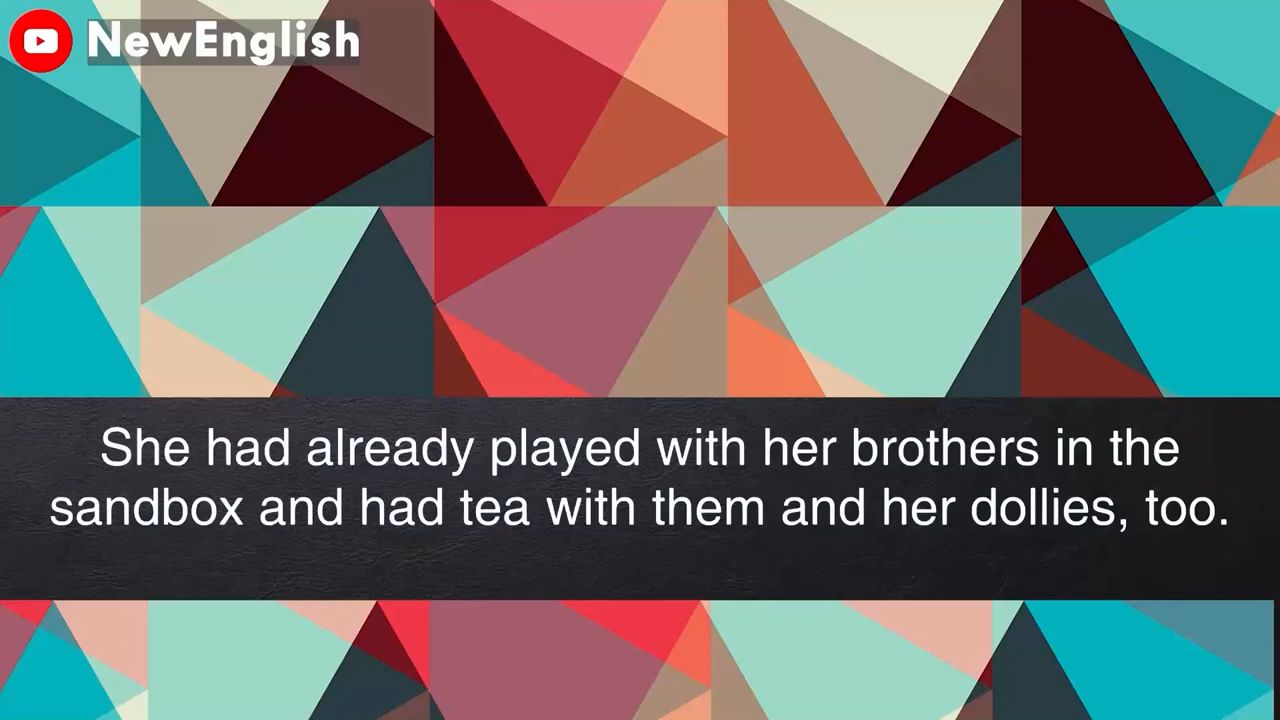 NewEnglish
She had already played with her brothers in the
sandbox and had tea with them and her dollies, too.